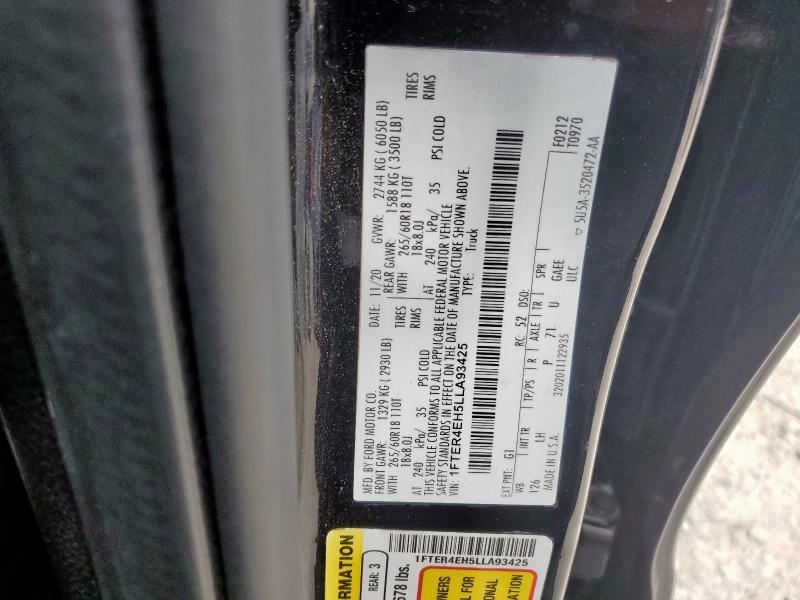 MFD. BY FORD MOTOR CO.
DATE: 11/20 GVWR: 2744 KG ( 6050 LB)
FRONT GAWR: 1329 KG ( 2930 LB)
REAR GAWR: 1588 KG ( 3500 LB)
WITH 265/60R18 110T TIRES
WITH 265/60R18 110T TIRES
18x8.0J RIMS
18x8.0J RIMS
AT 240 kPa/ 35 PSI COLD
AT 240 kPa/ 35 PSI COLD
THIS VEHICLE CONFORMS TO ALL APPLICABLE FEDERAL MOTOR VEHICLE
SAFETY STANDARDS IN EFFECT ON THE DATE OF MANUFACTURE SHOWN ABOVE.
VIN: 1FTER4EH5LLA93425
TYPE: Truck
EXT PNT: G1 RC: 52 DSO: F0212
T0970
WB INT TR TP/PS R AXLE TR SPR
126 LH P 71 U GAEE
ULC
MADE IN U.S.A. 3202011122935 ▽ 5U5A-3520472-AA
1FTER4EH5LLA93425
REAR: 3
678 lbs.